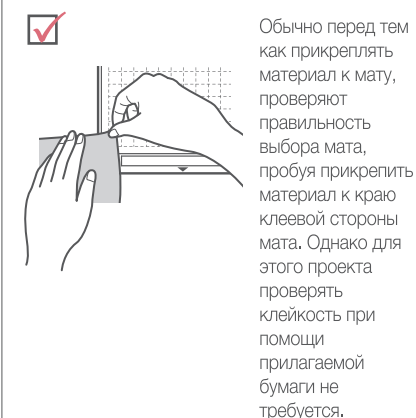 Обычно перед тем
как прикреплять
материал к мату,
проверяют
правильность
выбора мата,
пробуя прикрепить
материал к краю
клеевой стороны
мата. Однако для
этого проекта
проверять
клейкость при
помощи
прилагаемой
бумаги не
требуется.